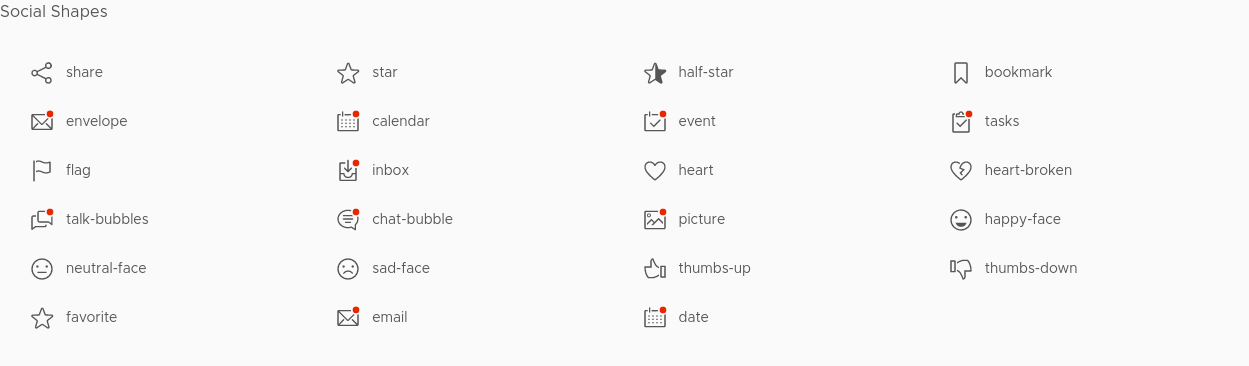 Social Shapes
share star half-star bookmark
envelope calendar event tasks
flag inbox heart heart-broken
talk-bubbles chat-bubble picture happy-face
neutral-face sad-face thumbs-up thumbs-down
favorite email date